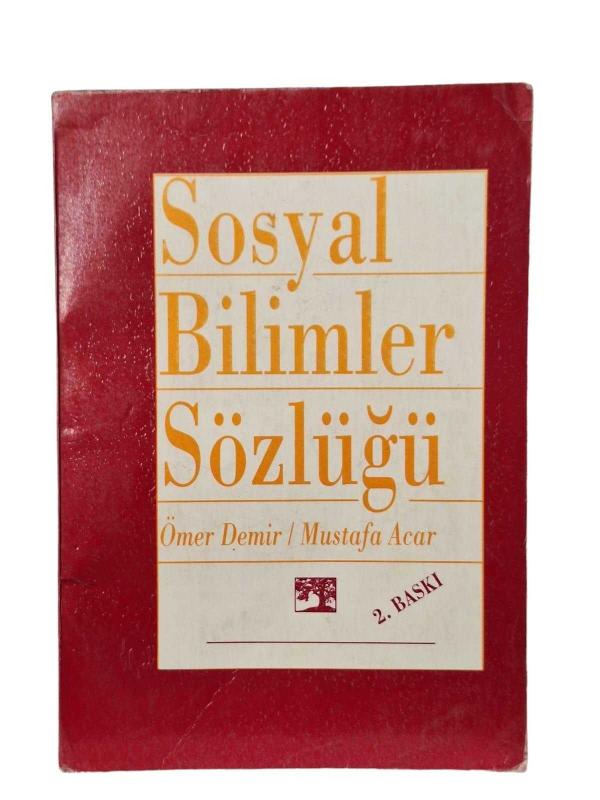 Sosyal
Bilimler
Sözlüğü
Ömer Demir / Mustafa Acar
2. BASKI